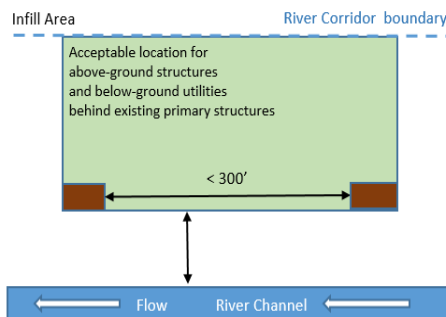 Infill Area
River Corridor boundary
Acceptable location for
above-ground structures
and below-ground utilities
behind existing primary structures
< 300’
Flow
River Channel